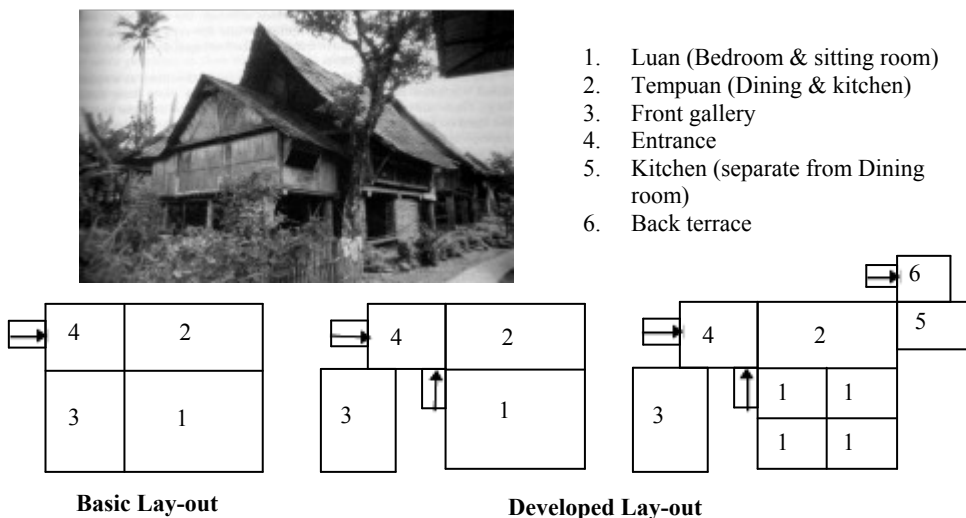 1. Luan (Bedroom & sitting room)
2. Tempuan (Dining & kitchen)
3. Front gallery
4. Entrance
5. Kitchen (separate from Dining
room)
6. Back terrace
4 2
3 1
4 2
3 1
6
5
4 2
3 1 1
1 1
Basic Lay-out
Developed Lay-out